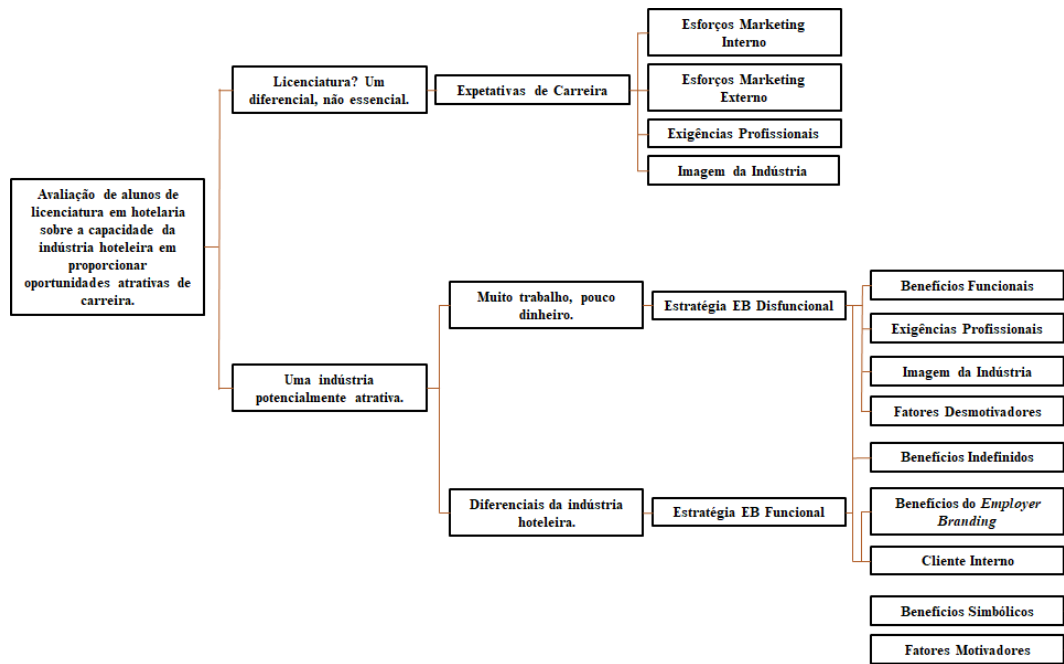 Avaliação de alunos de
licenciatura em hotelaria
sobre a capacidade da
indústria hoteleira em
proporcionar
oportunidades atrativas de
carreira.
Licenciatura? Um
diferencial, não essencial.
Expetativas de Carreira
Esforços Marketing
Interno
Esforços Marketing
Externo
Exigências Profissionais
Imagem da Indústria
Uma indústria
potencialmente atrativa.
Muito trabalho, pouco
dinheiro.
Estratégia EB Disfuncional
Benefícios Funcionais
Exigências Profissionais
Imagem da Indústria
Fatores Desmotivadores
Benefícios Indefinidos
Diferenciais da indústria
hoteleira.
Estratégia EB Funcional
Benefícios do Employer
Branding
Cliente Interno
Benefícios Simbólicos
Fatores Motivadores